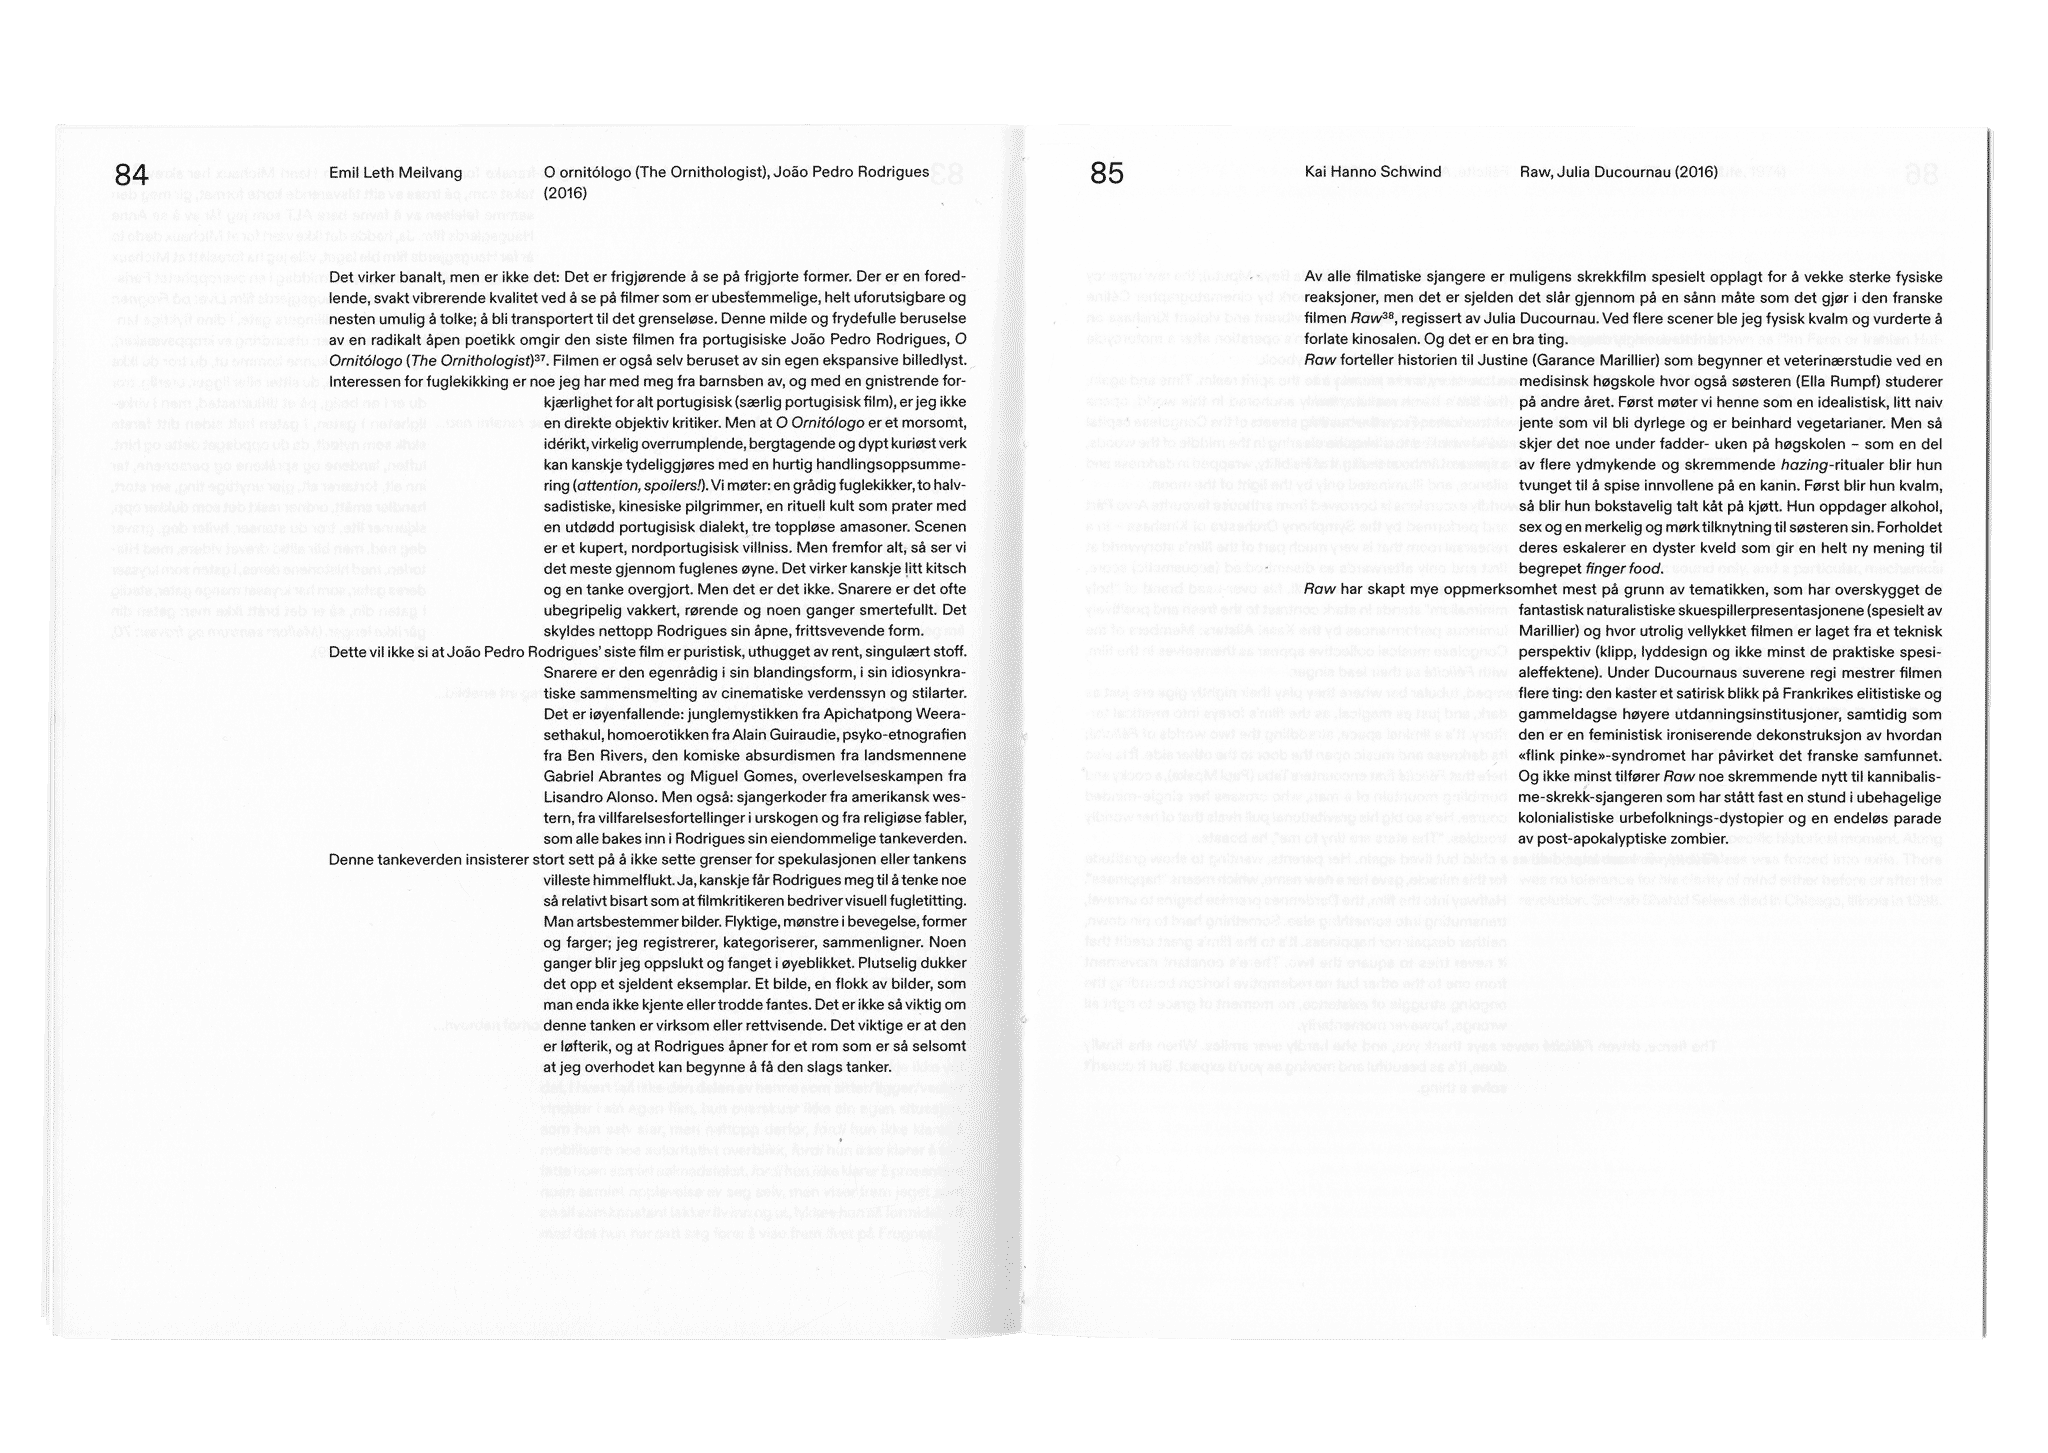 84
Emil Leth Meilvang
O ornitólogo (The Ornithologist), João Pedro Rodrigues
(2016)
Det virker banalt, men er ikke det: Det er frigjørende å se på frigjorte former. Der er en fored-
lende, svakt vibrerende kvalitet ved å se på filmer som er ubestemmelige, helt uforutsigbare og
nesten umulig å tolke; å bli transportert til det grenseløse. Denne milde og frydefulle beruselse
av en radikalt åpen poetikk omgir den siste filmen fra portugisiske João Pedro Rodrigues, O
Ornitólogo (The Ornithologist)³⁷. Filmen er også selv beruset av sin egen ekspansive billedlyst.
Interessen for fuglekikking er noe jeg har med meg fra barnsben av, og med en gnistrende for-
kjærlighet for alt portugisisk (særlig portugisisk film), er jeg ikke
en direkte objektiv kritiker. Men at O Ornitólogo er et morsomt,
idérikt, virkelig overrumplende, bergtagende og dypt kuriøst verk
kan kanskje tydeliggjøres med en hurtig handlingsoppsumme-
ring (attention, spoilers!). Vi møter: en grådig fuglekikker, to halv-
sadistiske, kinesiske pilgrimmer, en rituell kult som prater med
en utdødd portugisisk dialekt, tre toppløse amasoner. Scenen
er et kupert, nordportugisisk villniss. Men fremfor alt, så ser vi
det meste gjennom fuglenes øyne. Det virker kanskje litt kitsch
og en tanke overgjort. Men det er det ikke. Snarere er det ofte
ubegripelig vakkert, rørende og noen ganger smertefullt. Det
skyldes nettopp Rodrigues sin åpne, frittsvevende form.
Dette vil ikke si at João Pedro Rodrigues' siste film er puristisk, uthugget av rent, singulært stoff.
Snarere er den egenrådig i sin blandingsform, i sin idiosynkra-
tiske sammensmelting av cinematiske verdenssyn og stilarter.
Det er iøyenfallende: junglemystikken fra Apichatpong Weera-
sethakul, homoerotikken fra Alain Guiraudie, psyko-etnografien
fra Ben Rivers, den komiske absurdismen fra landsmennene
Gabriel Abrantes og Miguel Gomes, overlevelseskampen fra
Lisandro Alonso. Men også: sjangerkoder fra amerikansk wes-
tern, fra villfarelsesfortellinger i urskogen og fra religiøse fabler,
som alle bakes inn i Rodrigues sin eiendommelige tankeverden.
Denne tankeverden insisterer stort sett på å ikke sette grenser for spekulasjonen eller tankens
villeste himmelflukt. Ja, kanskje får Rodrigues meg til å tenke noe
så relativt bisart som at filmkritikeren bedriver visuell fugletitting.
Man artsbestemmer bilder. Flyktige, mønstre i bevegelse, former
og farger; jeg registrerer, kategoriserer, sammenligner. Noen
ganger blir jeg oppslukt og fanget i øyeblikket. Plutselig dukker
det opp et sjeldent eksemplar. Et bilde, en flokk av bilder, som
man enda ikke kjente eller trodde fantes. Det er ikke så viktig om
denne tanken er virksom eller rettvisende. Det viktige er at den
er løfterik, og at Rodrigues åpner for et rom som er så selsomt
at jeg overhodet kan begynne å få den slags tanker.
85
Kai Hanno Schwind
Raw, Julia Ducournau (2016)
Av alle filmatiske sjangere er muligens skrekkfilm spesielt opplagt for å vekke sterke fysiske
reaksjoner, men det er sjelden det slår gjennom på en sånn måte som det gjør i den franske
filmen Raw³⁸, regissert av Julia Ducournau. Ved flere scener ble jeg fysisk kvalm og vurderte å
forlate kinosalen. Og det er en bra ting.
Raw forteller historien til Justine (Garance Marillier) som begynner et veterinærstudie ved en
medisinsk høgskole hvor også søsteren (Ella Rumpf) studerer
på andre året. Først møter vi henne som en idealistisk, litt naiv
jente som vil bli dyrlege og er beinhard vegetarianer. Men så
skjer det noe under fadder- uken på høgskolen – som en del
av flere ydmykende og skremmende hazing-ritualer blir hun
tvunget til å spise innvollene på en kanin. Først blir hun kvalm,
så blir hun bokstavelig talt kåt på kjøtt. Hun oppdager alkohol,
sex og en merkelig og mørk tilknytning til søsteren sin. Forholdet
deres eskalerer en dyster kveld som gir en helt ny mening til
begrepet finger food.
Raw har skapt mye oppmerksomhet mest på grunn av tematikken, som har overskygget de
fantastisk naturalistiske skuespillerpresentasjonene (spesielt av
Marillier) og hvor utrolig vellykket filmen er laget fra et teknisk
perspektiv (klipp, lyddesign og ikke minst de praktiske spesi-
aleffektene). Under Ducournaus suverene regi mestrer filmen
flere ting: den kaster et satirisk blikk på Frankrikes elitistiske og
gammeldagse høyere utdanningsinstitusjoner, samtidig som
den er en feministisk ironiserende dekonstruksjon av hvordan
«flink pinke»-syndromet har påvirket det franske samfunnet.
Og ikke minst tilfører Raw noe skremmende nytt til kannibalis-
me-skrekk-sjangeren som har stått fast en stund i ubehagelige
kolonialistiske urbefolknings-dystopier og en endeløs parade
av post-apokalyptiske zombier.